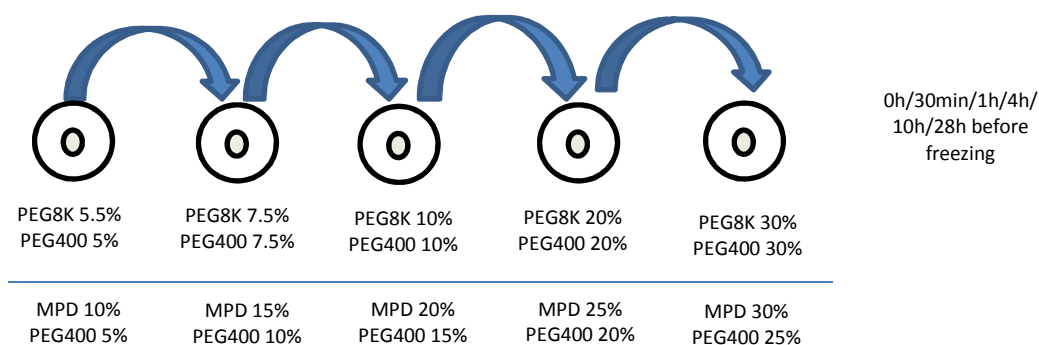 0h/30min/1h/4h/
10h/28h before
freezing
PEG8K 5.5%
PEG400 5%
PEG8K 7.5%
PEG400 7.5%
PEG8K 10%
PEG400 10%
PEG8K 20%
PEG400 20%
PEG8K 30%
PEG400 30%
MPD 10%
PEG400 5%
MPD 15%
PEG400 10%
MPD 20%
PEG400 15%
MPD 25%
PEG400 20%
MPD 30%
PEG400 25%